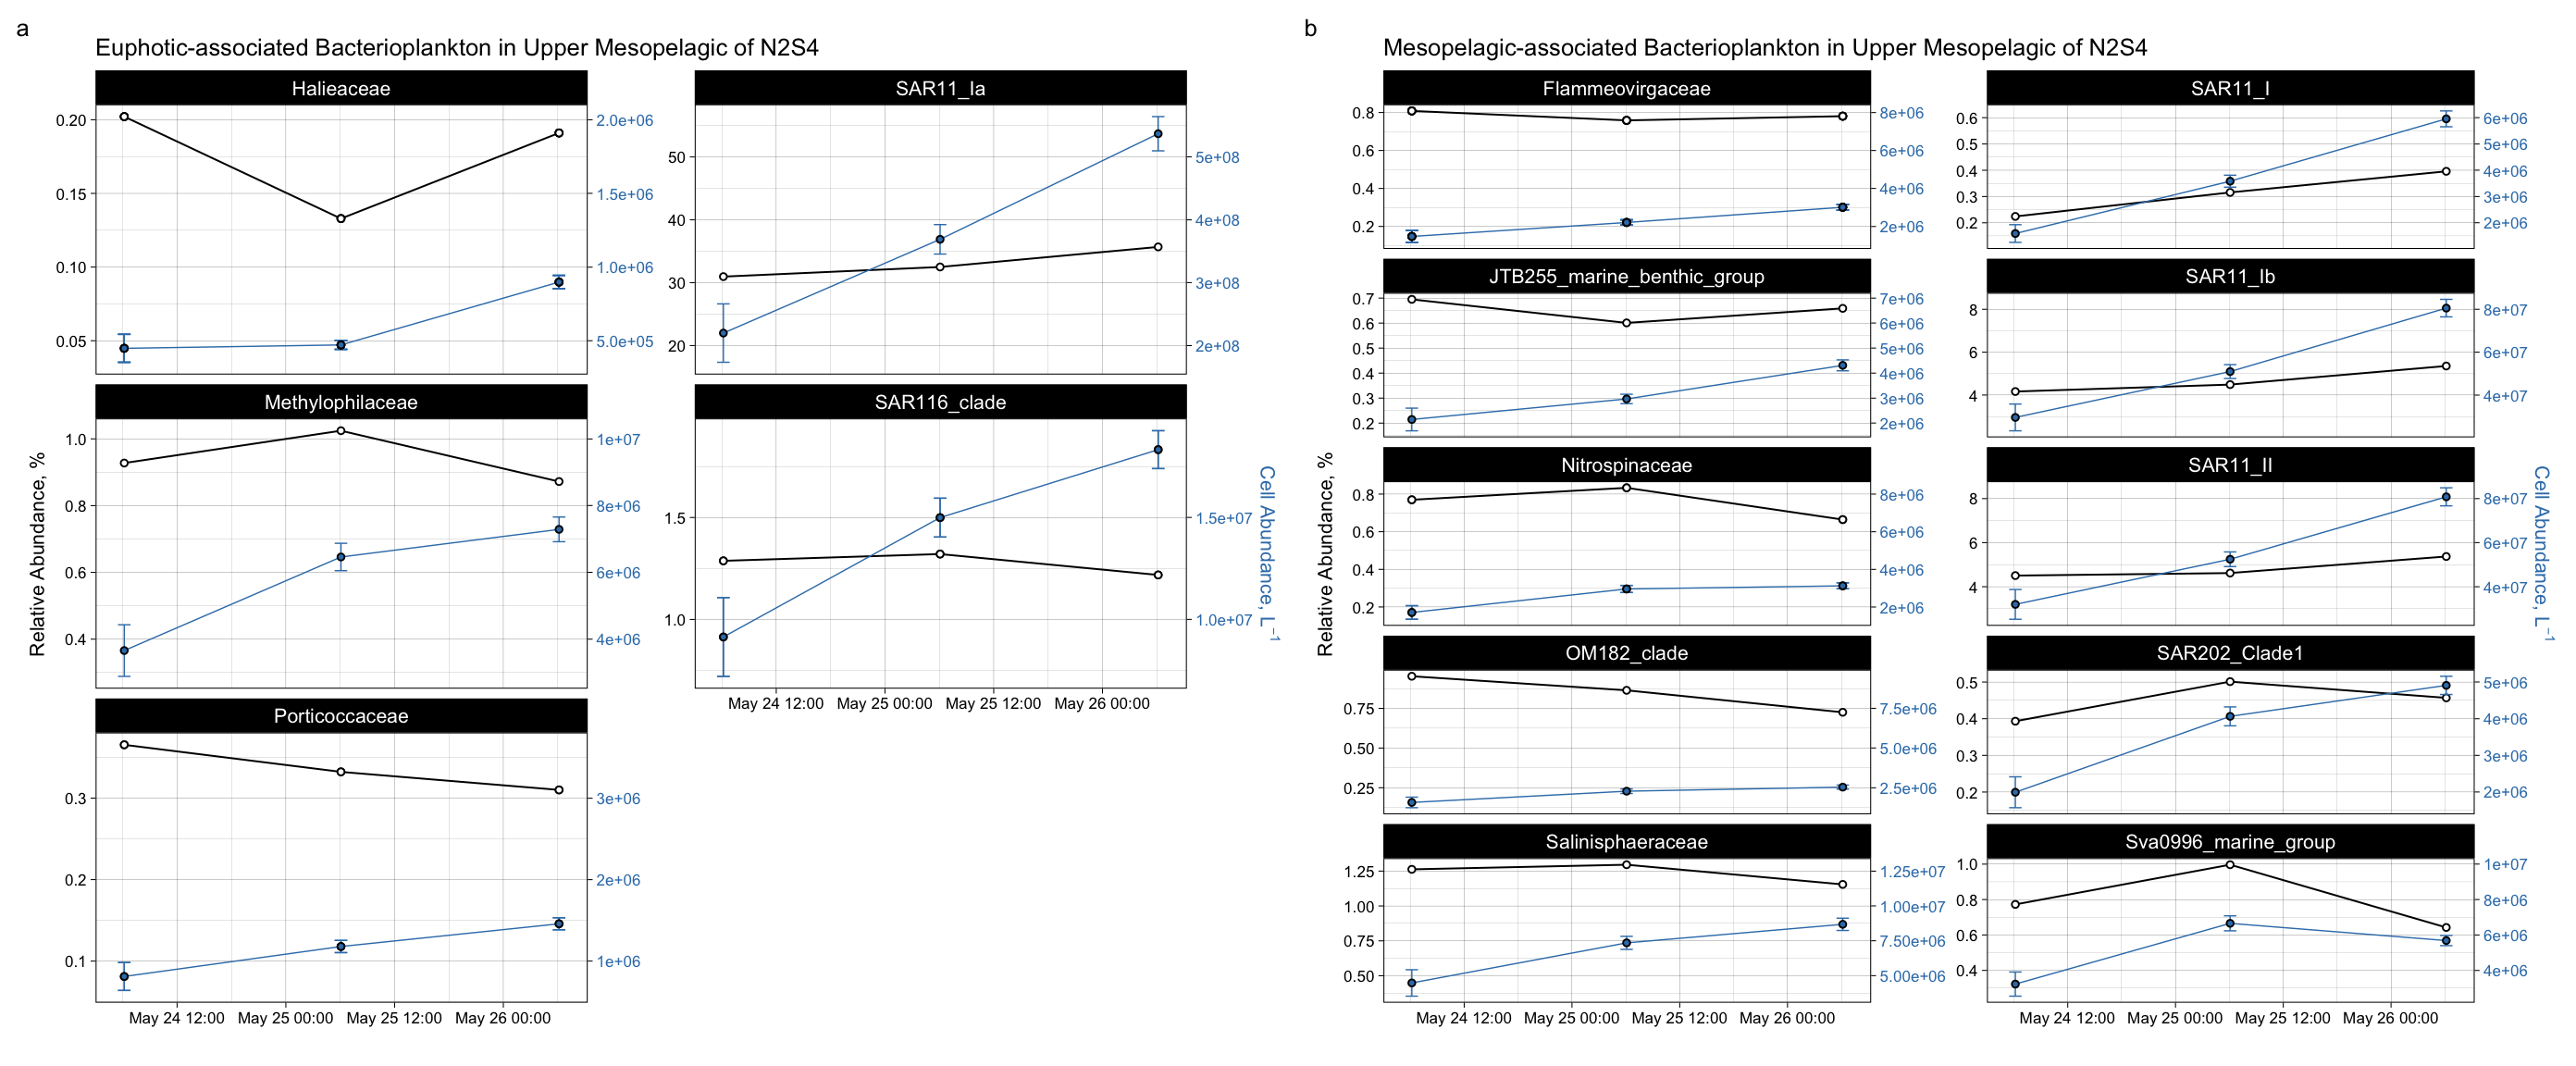 a
Euphotic-associated Bacterioplankton in Upper Mesopelagic of N2S4
Relative Abundance, %
Halieaceae
0.20
0.15
0.10
0.05
2.0e+06
1.5e+06
1.0e+06
5.0e+05
SAR11_Ia
50
40
30
20
5e+08
4e+08
3e+08
2e+08
Methylophilaceae
1.0
0.8
0.6
0.4
1e+07
8e+06
6e+06
4e+06
SAR116_clade
1.5
1.0
1.5e+07
1.0e+07
May 24 12:00 May 25 00:00 May 25 12:00 May 26 00:00
Porticoccaceae
0.3
0.2
0.1
3e+06
2e+06
1e+06
May 24 12:00 May 25 00:00 May 25 12:00 May 26 00:00
Cell Abundance, L⁻¹
b
Mesopelagic-associated Bacterioplankton in Upper Mesopelagic of N2S4
Relative Abundance, %
Flammeovirgaceae
0.8
0.6
0.4
0.2
8e+06
6e+06
4e+06
2e+06
SAR11_I
0.6
0.5
0.4
0.3
0.2
6e+06
5e+06
4e+06
3e+06
2e+06
JTB255_marine_benthic_group
0.7
0.6
0.5
0.4
0.3
0.2
7e+06
6e+06
5e+06
4e+06
3e+06
2e+06
SAR11_Ib
8
6
4
8e+07
6e+07
4e+07
Nitrospinaceae
0.8
0.6
0.4
0.2
8e+06
6e+06
4e+06
2e+06
SAR11_II
8
6
4
8e+07
6e+07
4e+07
OM182_clade
0.75
0.50
0.25
7.5e+06
5.0e+06
2.5e+06
SAR202_Clade1
0.5
0.4
0.3
0.2
5e+06
4e+06
3e+06
2e+06
Salinisphaeraceae
1.25
1.00
0.75
0.50
1.25e+07
1.00e+07
7.50e+06
5.00e+06
May 24 12:00 May 25 00:00 May 25 12:00 May 26 00:00
Sva0996_marine_group
1.0
0.8
0.6
0.4
1e+07
8e+06
6e+06
4e+06
May 24 12:00 May 25 00:00 May 25 12:00 May 26 00:00
Cell Abundance, L⁻¹